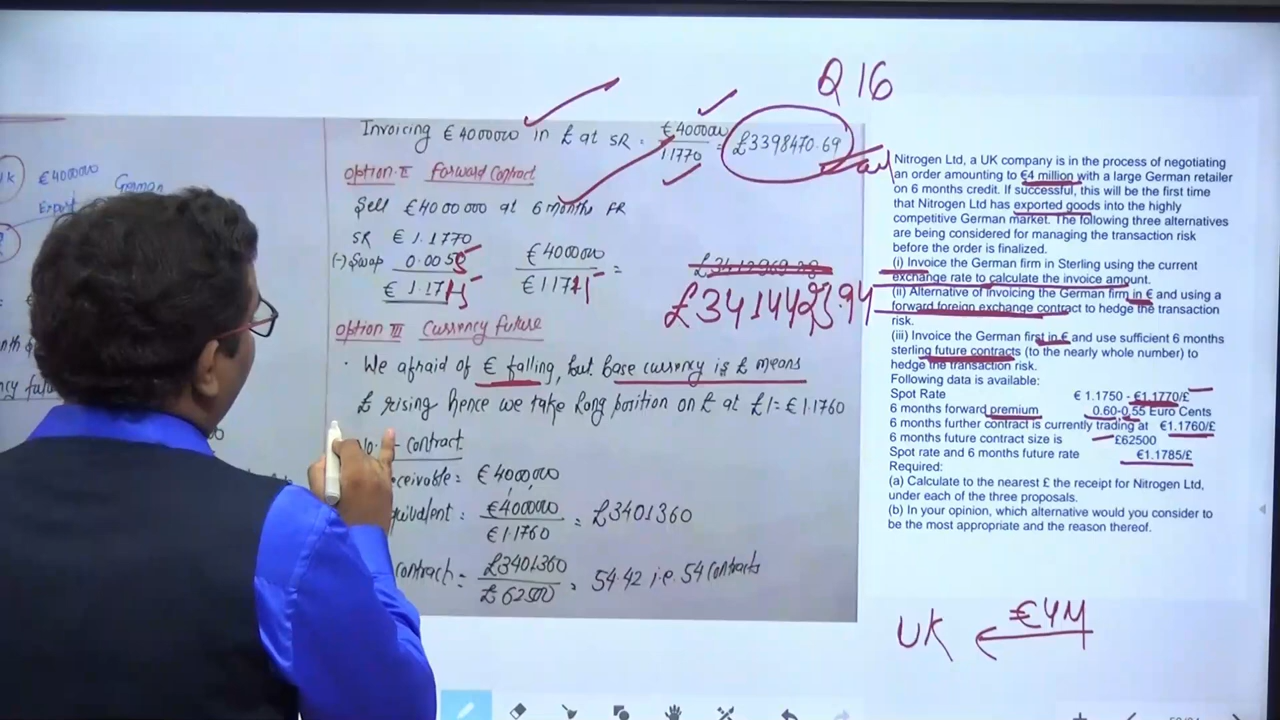 Q 16
€4000000
German
Expor
Invoicing €4000000 in £ at SR = €4000000 / 1.1770 = £3398470.69
Option-II Forward Contract
Sell €4000000 at 6 months FR
SR € 1.1770
(-) Swap 0.0055
€ 1.1715
€4000000 / €1.1715 =
£3414425.94
Option III Currency Future
· We afraid of € falling, but base currency is £ means
£ rising hence we take long position on £ at £1 = €1.1760
contract
eceivable = €4000000
quivalent = €4000000 / €1.1760 = £3401360
contract = £3401360 / £62500 = 54.42 i.e. 54 contracts
Nitrogen Ltd, a UK company is in the process of negotiating
an order amounting to €4 million with a large German retailer
on 6 months credit. If successful, this will be the first time
that Nitrogen Ltd has exported goods into the highly
competitive German market. The following three alternatives
are being considered for managing the transaction risk
before the order is finalized.
(i) Invoice the German firm in Sterling using the current
exchange rate to calculate the invoice amount.
(ii) Alternative of invoicing the German firm in € and using a
forward foreign exchange contract to hedge the transaction
risk.
(iii) Invoice the German first in € and use sufficient 6 months
sterling future contracts (to the nearly whole number) to
hedge the transaction risk.
Following data is available:
Spot Rate € 1.1750 - €1.1770/£
6 months forward premium 0.60-0.55 Euro Cents
6 months further contract is currently trading at €1.1760/£
6 months future contract size is £62500
Spot rate and 6 months future rate €1.1785/£
Required:
(a) Calculate to the nearest £ the receipt for Nitrogen Ltd,
under each of the three proposals.
(b) In your opinion, which alternative would you consider to
be the most appropriate and the reason thereof.
UK €4M